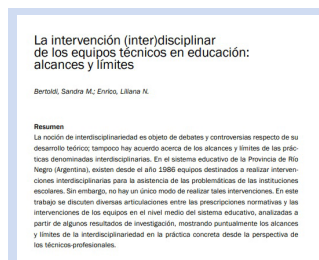 La intervención (inter)disciplinar
de los equipos técnicos en educación:
alcances y límites
Bertoldi, Sandra M.; Enrico, Liliana N.
Resumen
La noción de interdisciplinariedad es objeto de debates y controversias respecto de su
desarrollo teórico; tampoco hay acuerdo acerca de los alcances y límites de las prác-
ticas denominadas interdisciplinarias. En el sistema educativo de la Provincia de Río
Negro (Argentina), existen desde el año 1986 equipos destinados a realizar interven-
ciones interdisciplinarias para la asistencia de las problemáticas de las instituciones
escolares. Sin embargo, no hay un único modo de realizar tales intervenciones. En este
trabajo se discuten diversas articulaciones entre las prescripciones normativas y las
intervenciones de los equipos en el nivel medio del sistema educativo, analizadas a
partir de algunos resultados de investigación, mostrando puntualmente los alcances
y límites de la interdisciplinariedad en la práctica concreta desde la perspectiva de
los técnicos-profesionales.